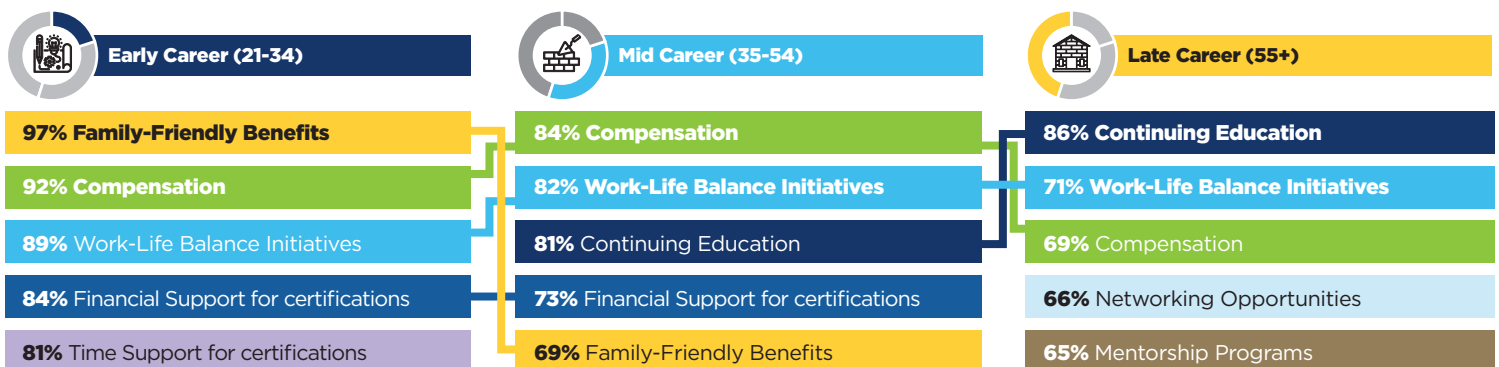 Early Career (21-34)
97% Family-Friendly Benefits
92% Compensation
89% Work-Life Balance Initiatives
84% Financial Support for certifications
81% Time Support for certifications
Mid Career (35-54)
84% Compensation
82% Work-Life Balance Initiatives
81% Continuing Education
73% Financial Support for certifications
69% Family-Friendly Benefits
Late Career (55+)
86% Continuing Education
71% Work-Life Balance Initiatives
69% Compensation
66% Networking Opportunities
65% Mentorship Programs